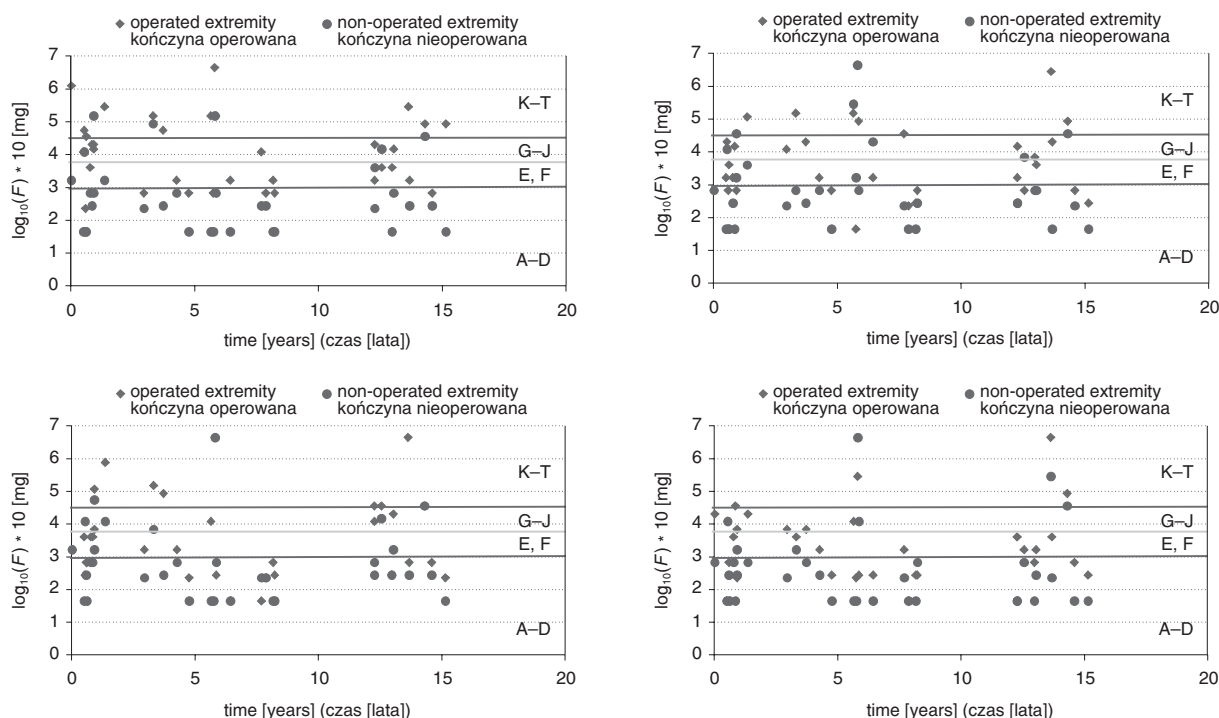 operated extremity
kończyna operowana
non-operated extremity
kończyna nieoperowana
log10(F) * 10 [mg]
7
6
5
4
3
2
1
0
K–T
G–J
E, F
A–D
0 5 10 15 20
time [years] (czas [lata])
operated extremity
kończyna operowana
non-operated extremity
kończyna nieoperowana
log10(F) * 10 [mg]
7
6
5
4
3
2
1
0
K–T
G–J
E, F
A–D
0 5 10 15 20
time [years] (czas [lata])
operated extremity
kończyna operowana
non-operated extremity
kończyna nieoperowana
log10(F) * 10 [mg]
7
6
5
4
3
2
1
0
K–T
G–J
E, F
A–D
0 5 10 15 20
time [years] (czas [lata])
operated extremity
kończyna operowana
non-operated extremity
kończyna nieoperowana
log10(F) * 10 [mg]
7
6
5
4
3
2
1
0
K–T
G–J
E, F
A–D
0 5 10 15 20
time [years] (czas [lata])